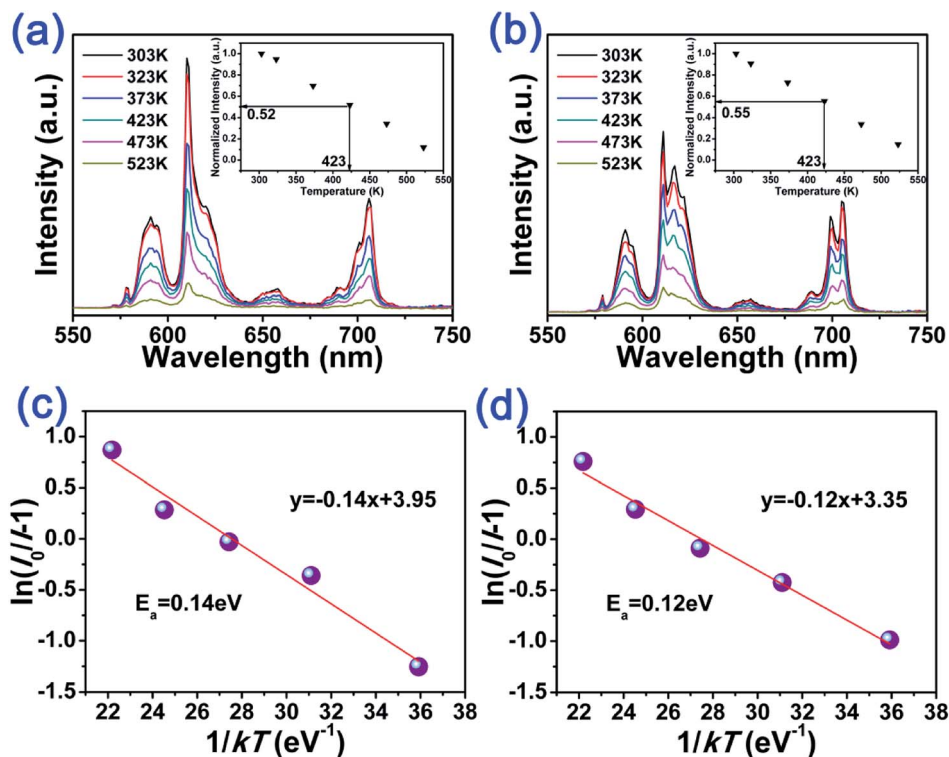 (a)
303K
323K
373K
423K
473K
523K
Intensity (a.u.)
550 600 650 700 750
Wavelength (nm)
Normalized Intensity (a.u.)
1.0
0.8
0.6
0.4
0.2
0.0
0.52
423
300 350 400 450 500 550
Temperature (K)
(b)
303K
323K
373K
423K
473K
523K
Intensity (a.u.)
550 600 650 700 750
Wavelength (nm)
Normalized Intensity (a.u.)
1.0
0.8
0.6
0.4
0.2
0.0
0.55
423
300 350 400 450 500 550
Temperature (K)
(c)
ln(I0/I-1)
1.0
0.5
0.0
-0.5
-1.0
-1.5
y=-0.14x+3.95
Ea=0.14eV
22 24 26 28 30 32 34 36 38
1/kT (eV-1)
(d)
ln(I0/I-1)
1.0
0.5
0.0
-0.5
-1.0
-1.5
y=-0.12x+3.35
Ea=0.12eV
22 24 26 28 30 32 34 36 38
1/kT (eV-1)